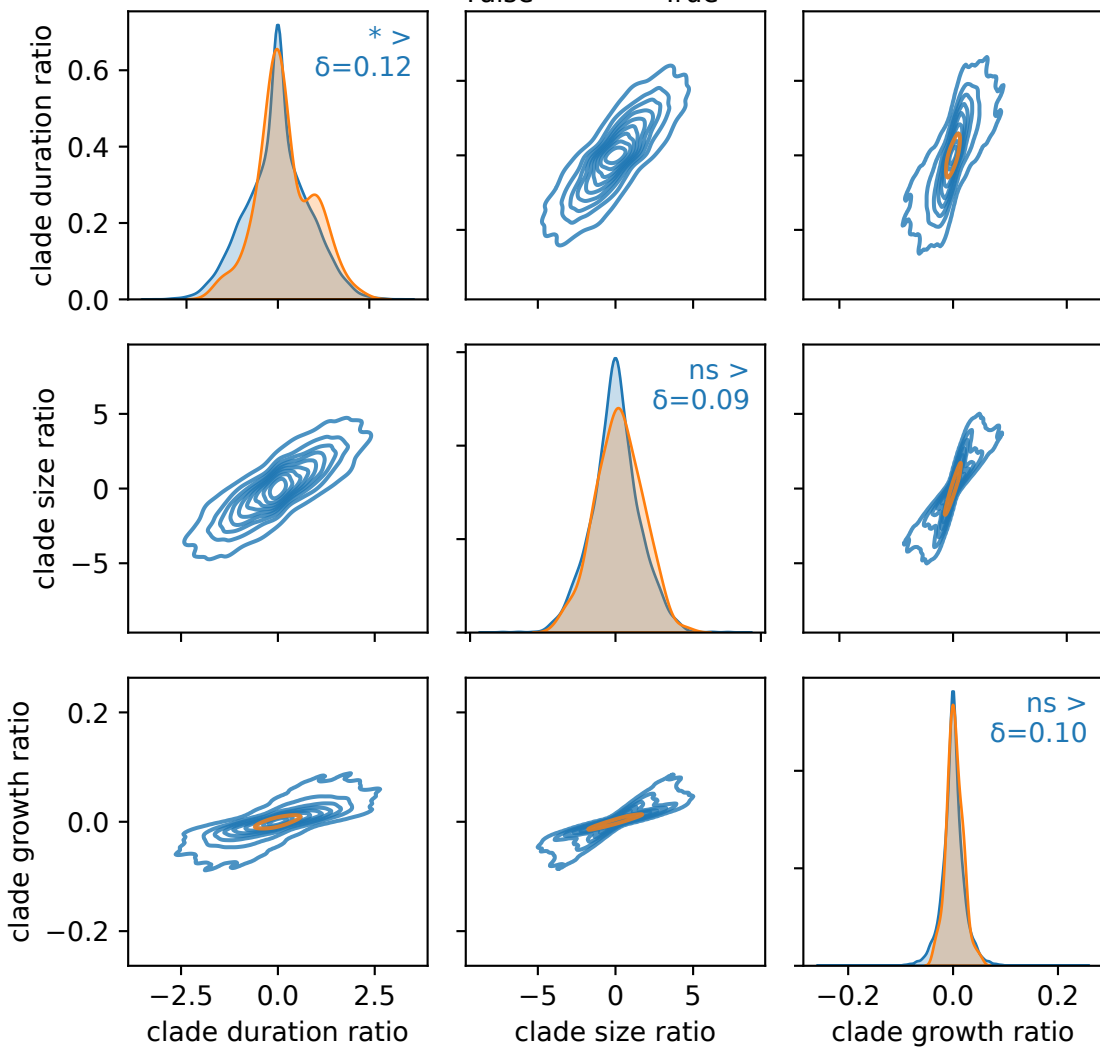 clade duration ratio
0.6
0.4
0.2
0.0
* >
δ=0.12
clade size ratio
5
0
−5
ns >
δ=0.09
clade growth ratio
0.2
0.0
−0.2
ns >
δ=0.10
−2.5 0.0 2.5
−5 0 5
−0.2 0.0 0.2
clade duration ratio
clade size ratio
clade growth ratio